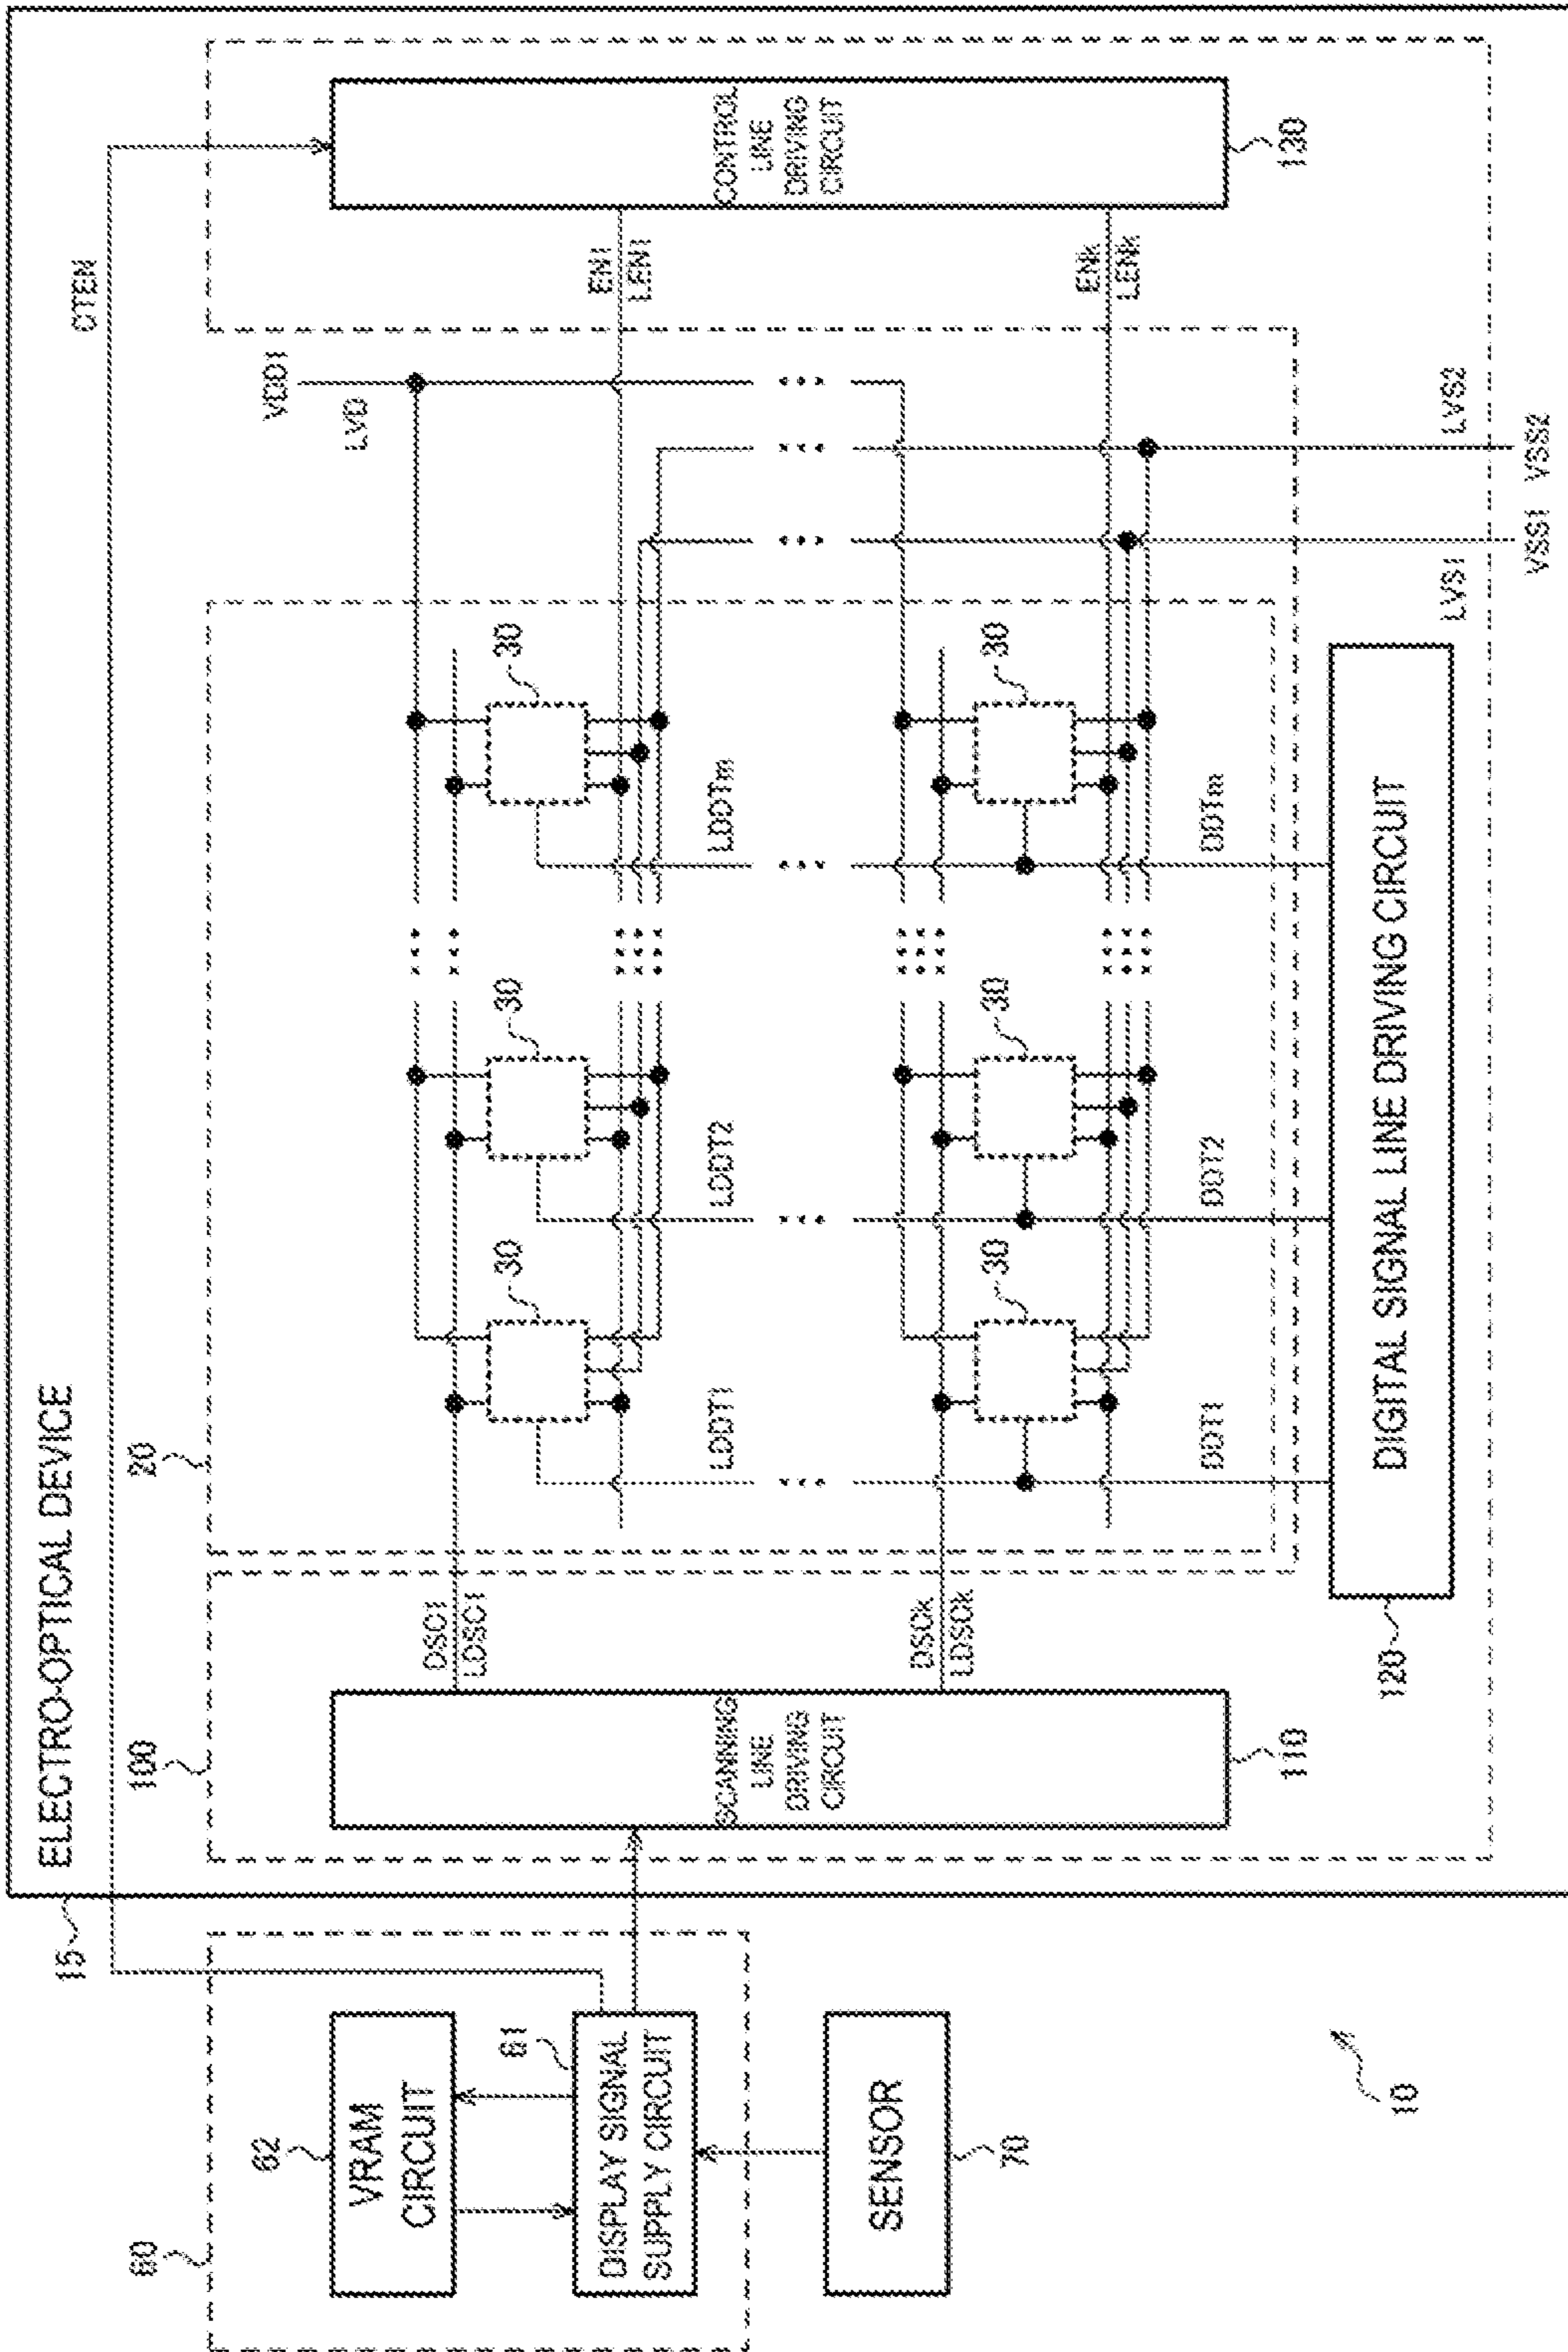 ELECTRO-OPTICAL DEVICE
15
CTEN
60
62
VRAM
CIRCUIT
61
DISPLAY SIGNAL
SUPPLY CIRCUIT
SENSOR
70
10
100
20
SCANNING
LINE
DRIVING
CIRCUIT
110
DSC1
LDSC1
DSCk
LDSCk
30
30
30
LDDT1
LDDT2
LDDTm
30
30
30
DDT1
DDT2
DDTm
DIGITAL SIGNAL LINE DRIVING CIRCUIT
120
VDD1
LVD
EN1
LEN1
ENk
LENk
CONTROL
LINE
DRIVING
CIRCUIT
130
LVS1
LVS2
VSS1
VSS2